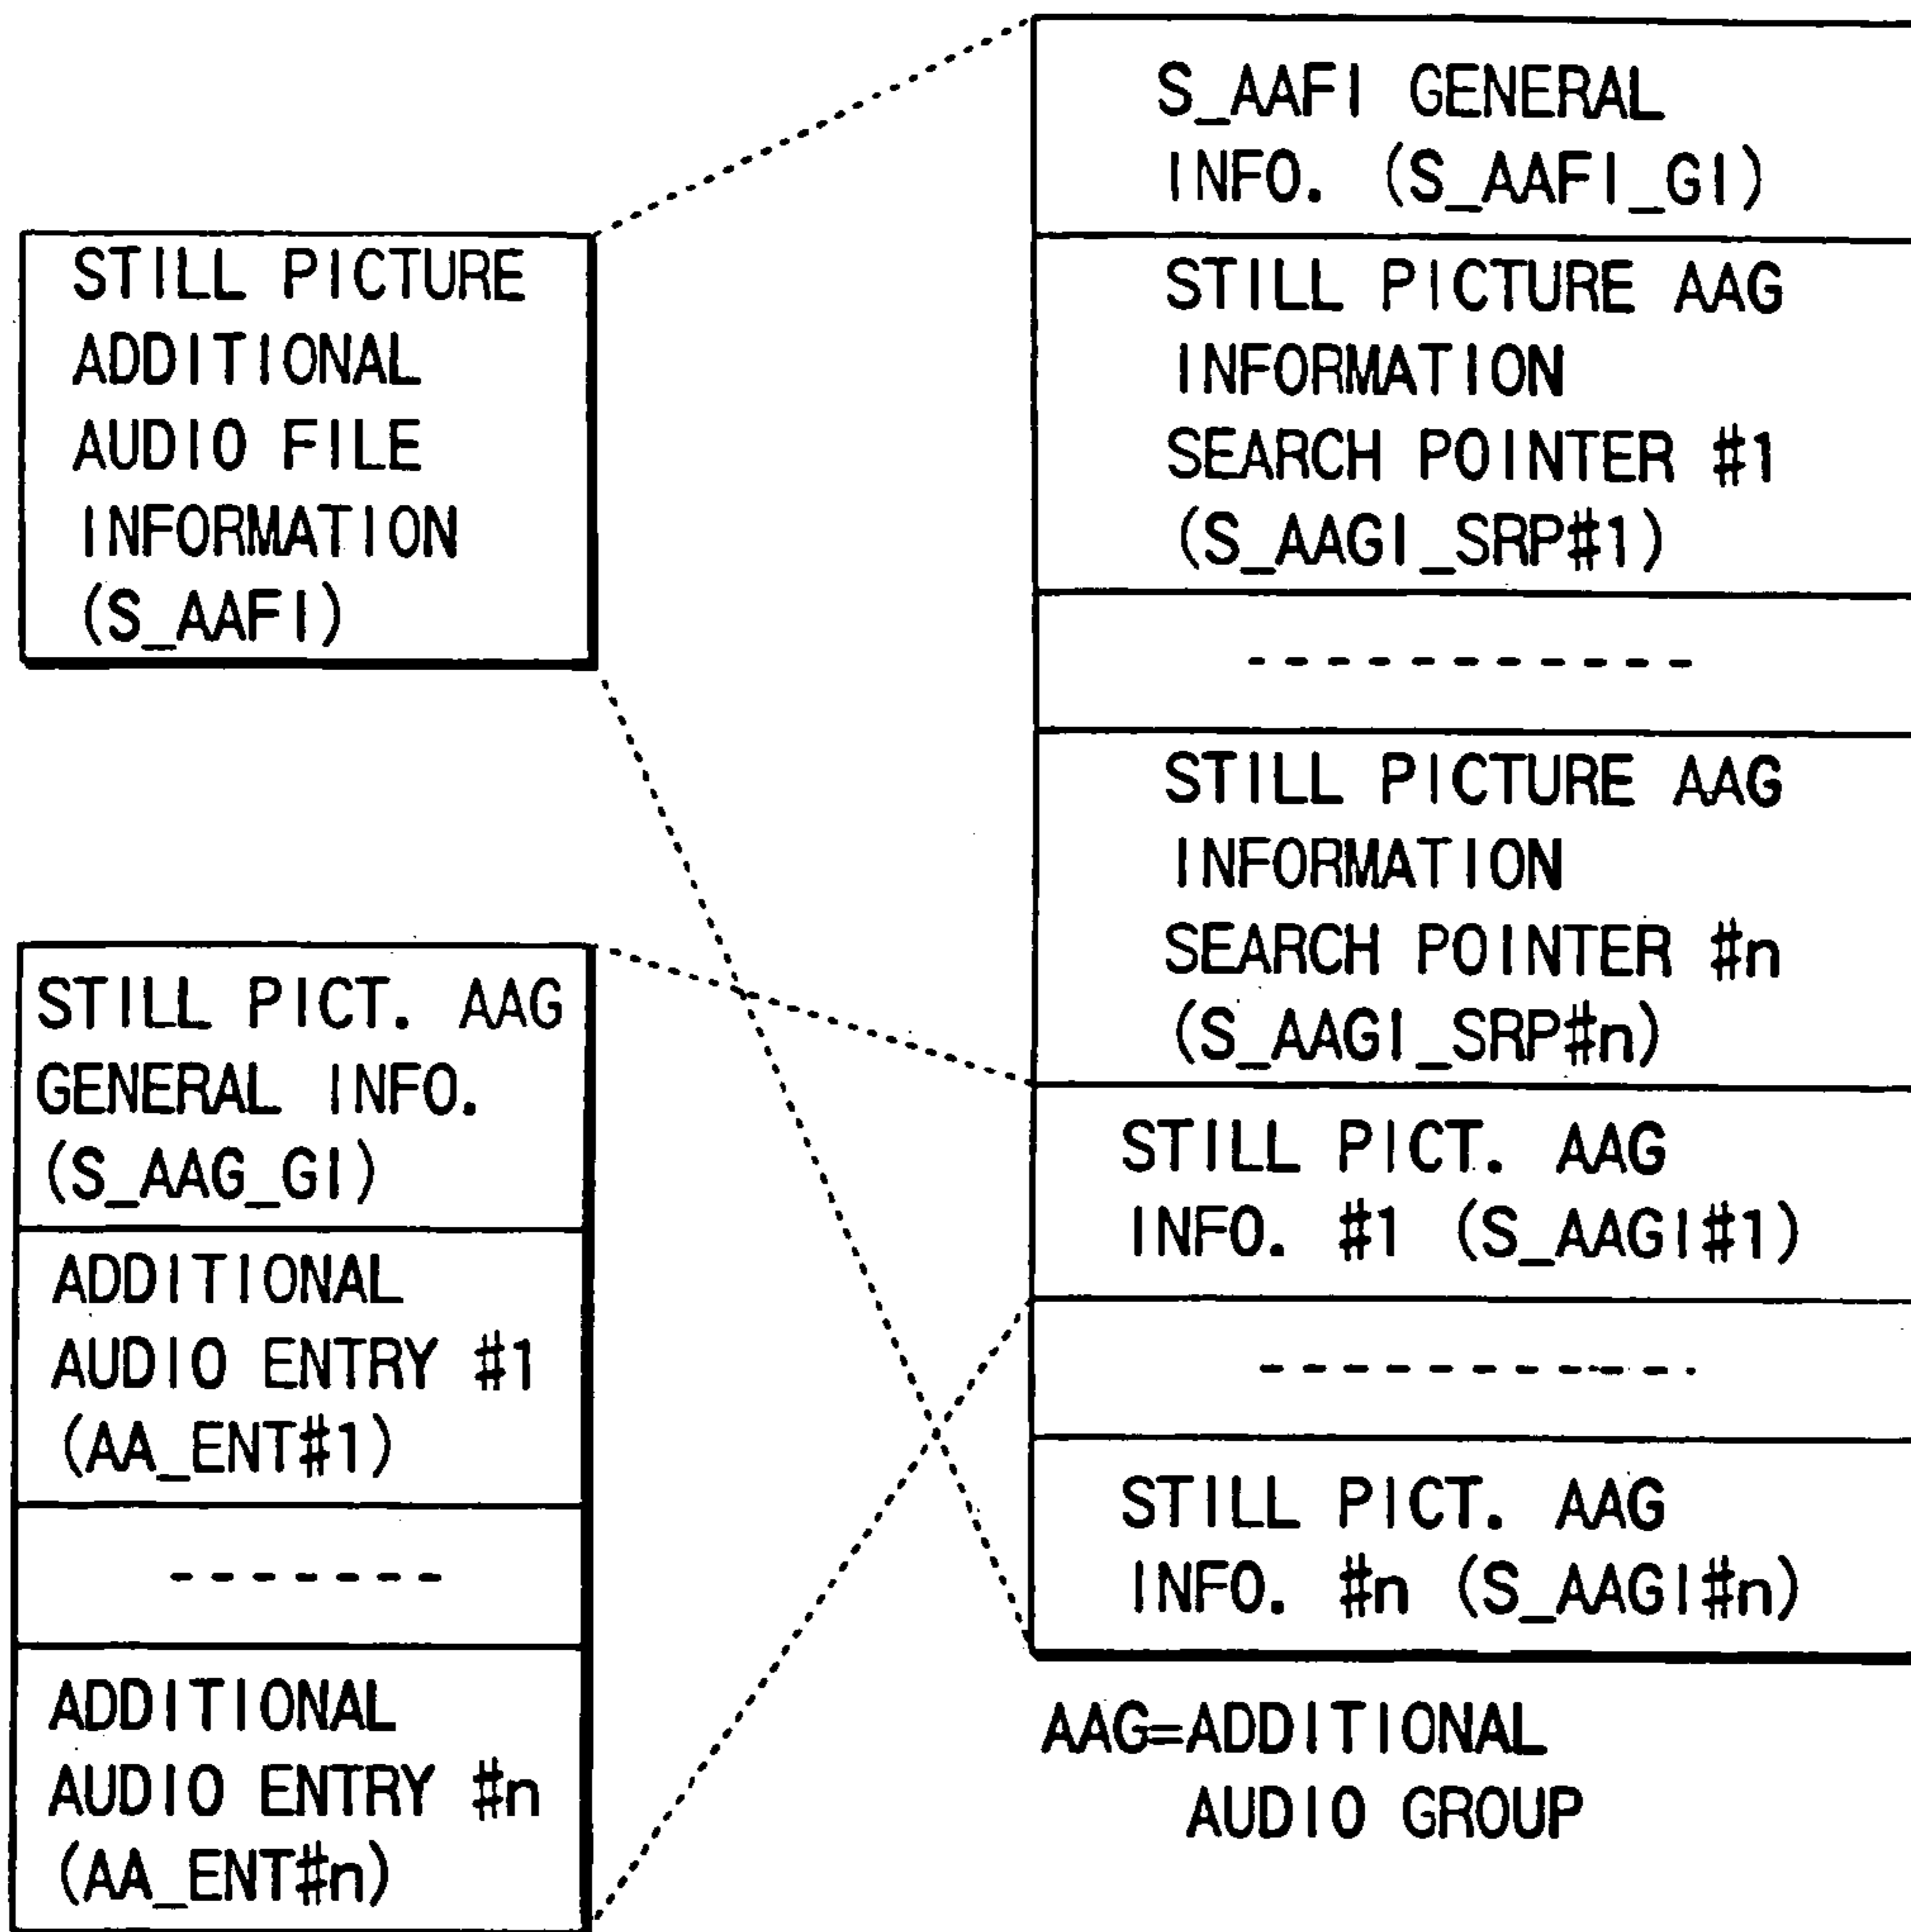 STILL PICTURE
ADDITIONAL
AUDIO FILE
INFORMATION
(S_AAFI)
S_AAFI GENERAL
INFO. (S_AAFI_GI)
STILL PICTURE AAG
INFORMATION
SEARCH POINTER #1
(S_AAGI_SRP#1)
STILL PICTURE AAG
INFORMATION
SEARCH POINTER #n
(S_AAGI_SRP#n)
STILL PICT. AAG
INFO. #1 (S_AAGI#1)
STILL PICT. AAG
INFO. #n (S_AAGI#n)
STILL PICT. AAG
GENERAL INFO.
(S_AAG_GI)
ADDITIONAL
AUDIO ENTRY #1
(AA_ENT#1)
ADDITIONAL
AUDIO ENTRY #n
(AA_ENT#n)
AAG=ADDITIONAL
AUDIO GROUP